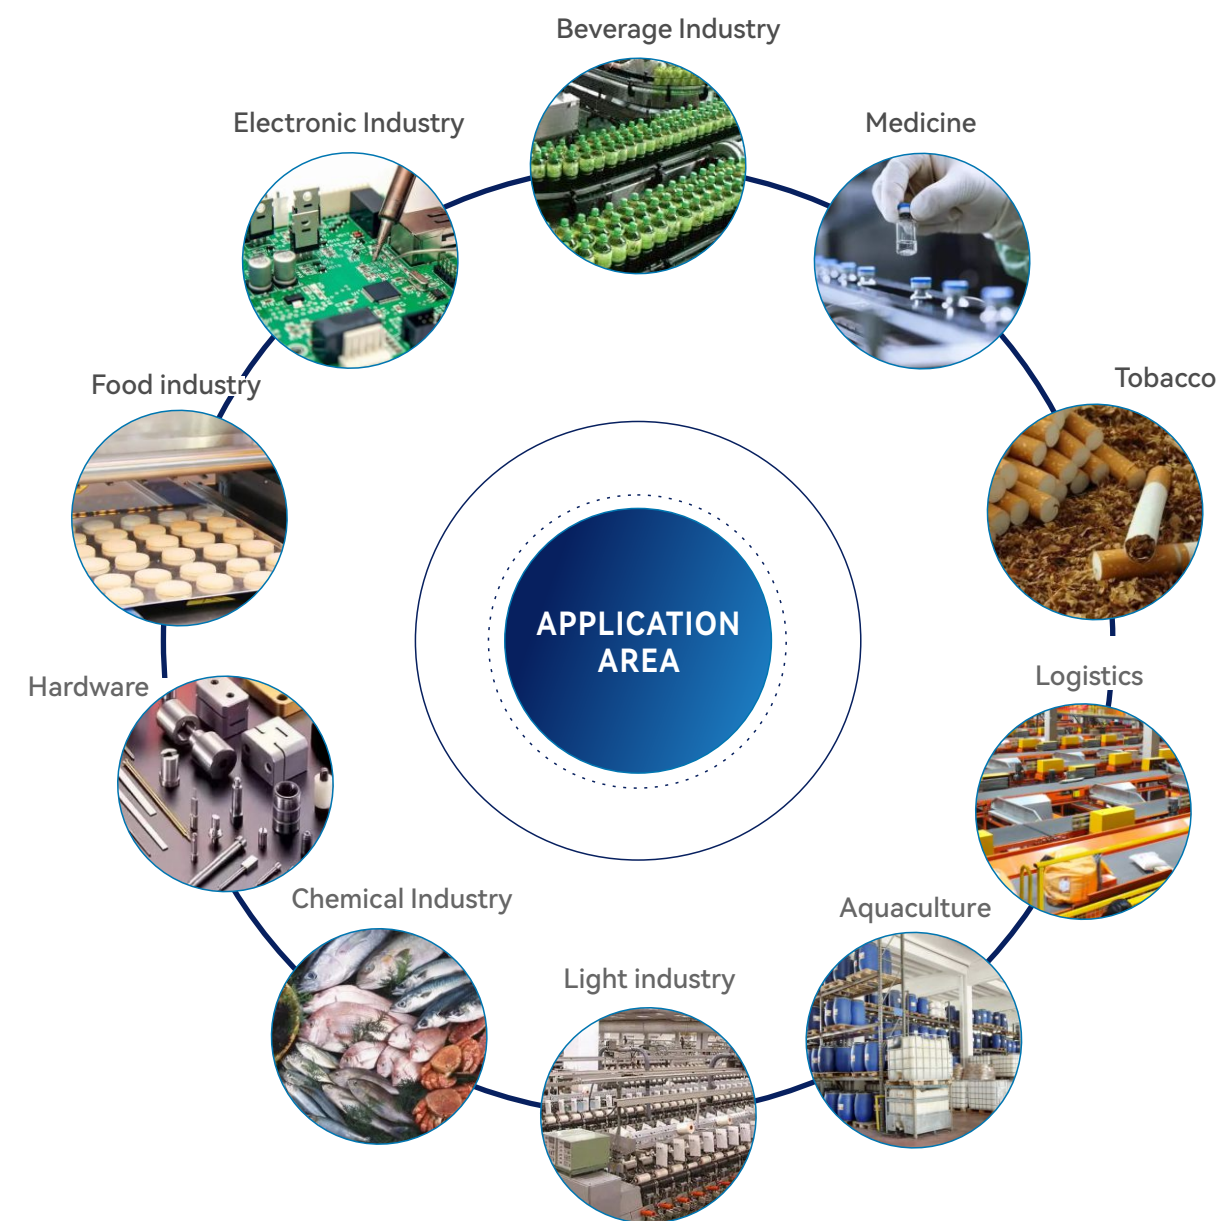 Beverage Industry
Electronic Industry
Medicine
Tobacco
Food industry
APPLICATION
AREA
Logistics
Hardware
Chemical Industry
Aquaculture
Light industry